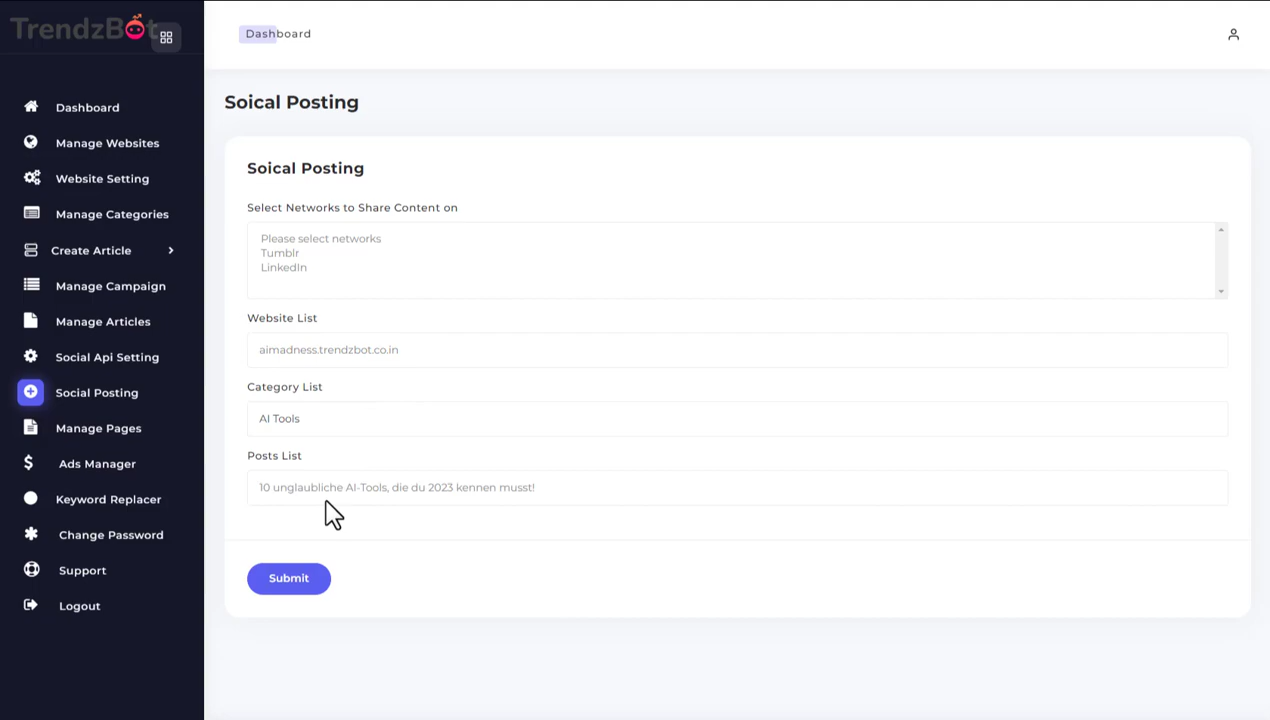 TrendzBot
Dashboard
Dashboard
Manage Websites
Website Setting
Manage Categories
Create Article
Manage Campaign
Manage Articles
Social Api Setting
Social Posting
Manage Pages
Ads Manager
Keyword Replacer
Change Password
Support
Logout
Soical Posting
Soical Posting
Select Networks to Share Content on
Please select networks
Tumblr
LinkedIn
Website List
aimadness.trendzbot.co.in
Category List
AI Tools
Posts List
10 unglaubliche AI-Tools, die du 2023 kennen musst!
Submit